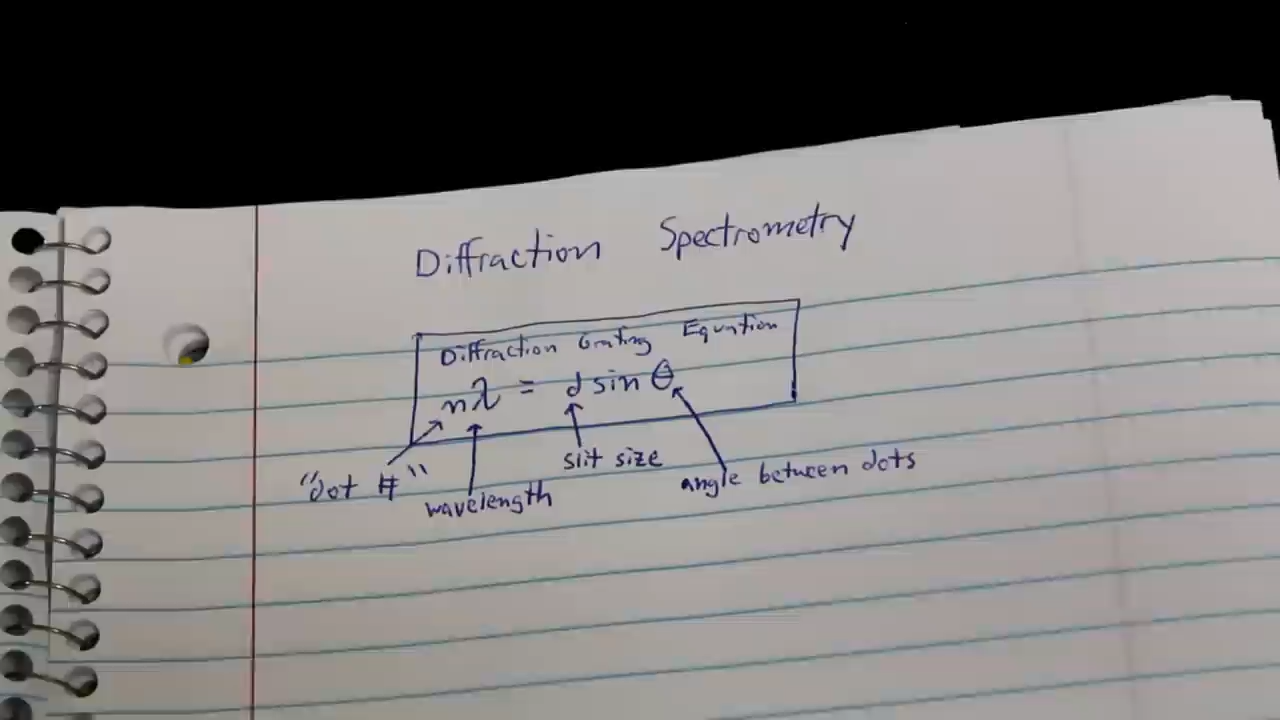 Diffraction Spectrometry
Diffraction Grating Equation
nλ = d sin θ
"dot #"
wavelength
slit size
angle between dots